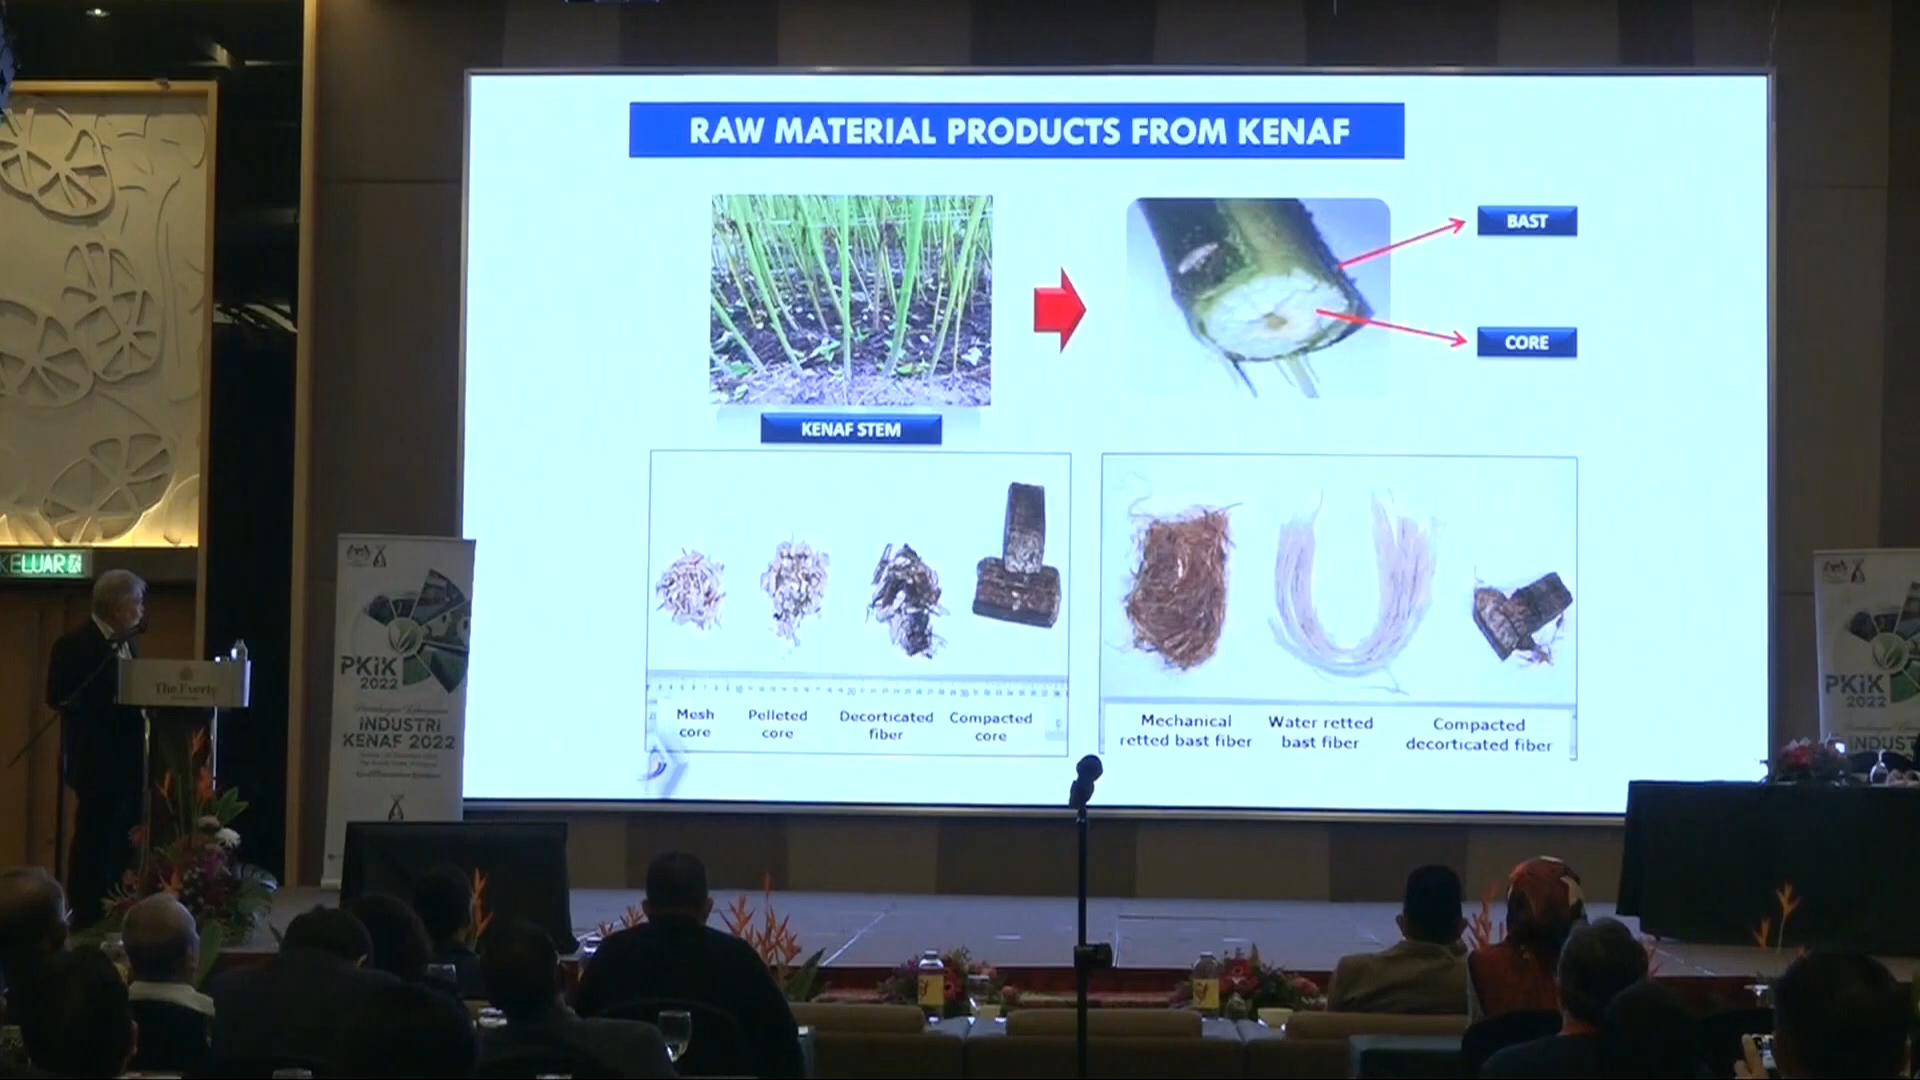 RAW MATERIAL PRODUCTS FROM KENAF
BAST
CORE
KENAF STEM
Mesh core
Pelleted core
Decorticated fiber
Compacted core
Mechanical retted bast fiber
Water retted bast fiber
Compacted decorticated fiber
KELUAR
The Everly
PKiK
2022
INDUSTRI
KENAF 2022
PKiK
2022